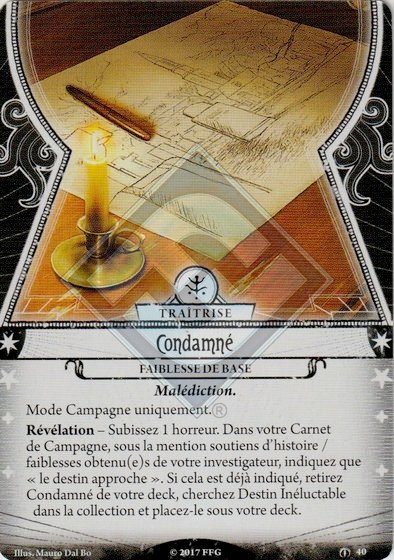 TRAÎTRISE
Condamné
FAIBLESSE DE BASE
Malédiction.
Mode Campagne uniquement.®
Révélation – Subissez 1 horreur. Dans votre Carnet
de Campagne, sous la mention soutiens d'histoire /
faiblesses obtenu(e)s de votre investigateur, indiquez que
« le destin approche ». Si cela est déjà indiqué, retirez
Condamné de votre deck, cherchez Destin Inéluctable
dans la collection et placez-le sous votre deck.
Illus. Mauro Dal Bo © 2017 FFG 40